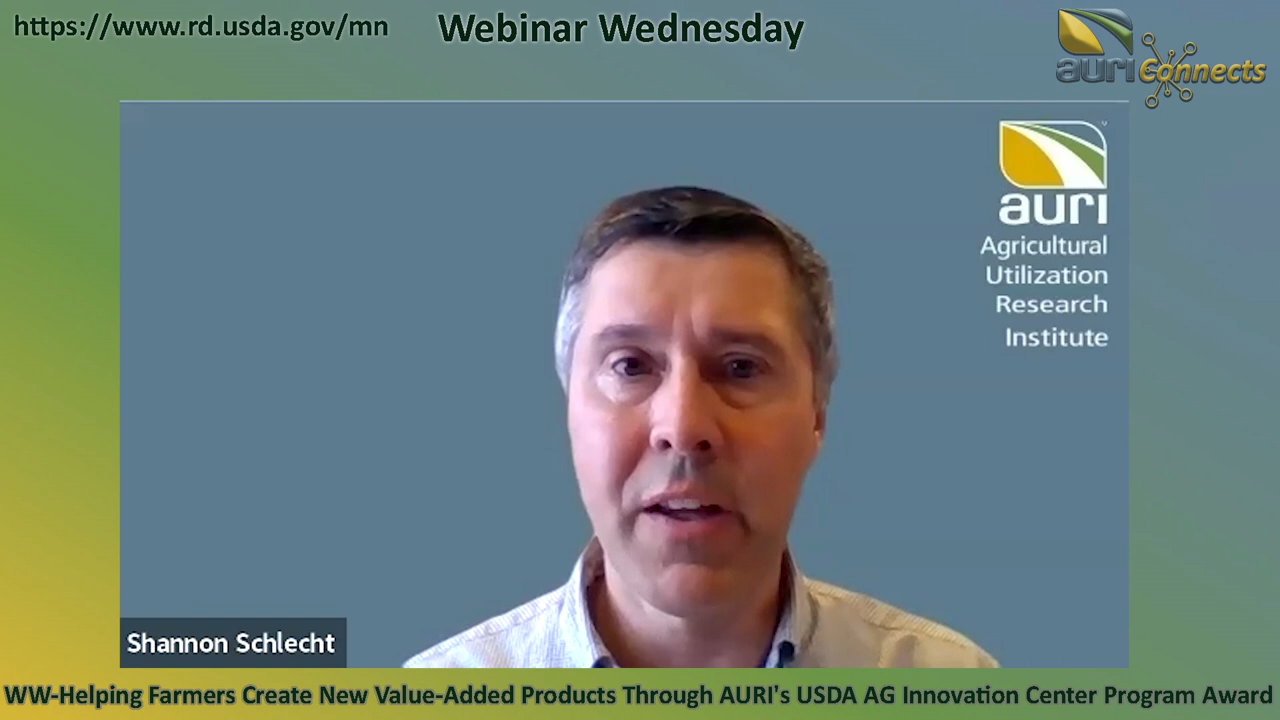 https://www.rd.usda.gov/mn
Webinar Wednesday
auri Connects
auri
Agricultural
Utilization
Research
Institute
Shannon Schlecht
WW-Helping Farmers Create New Value-Added Products Through AURI's USDA AG Innovation Center Program Award